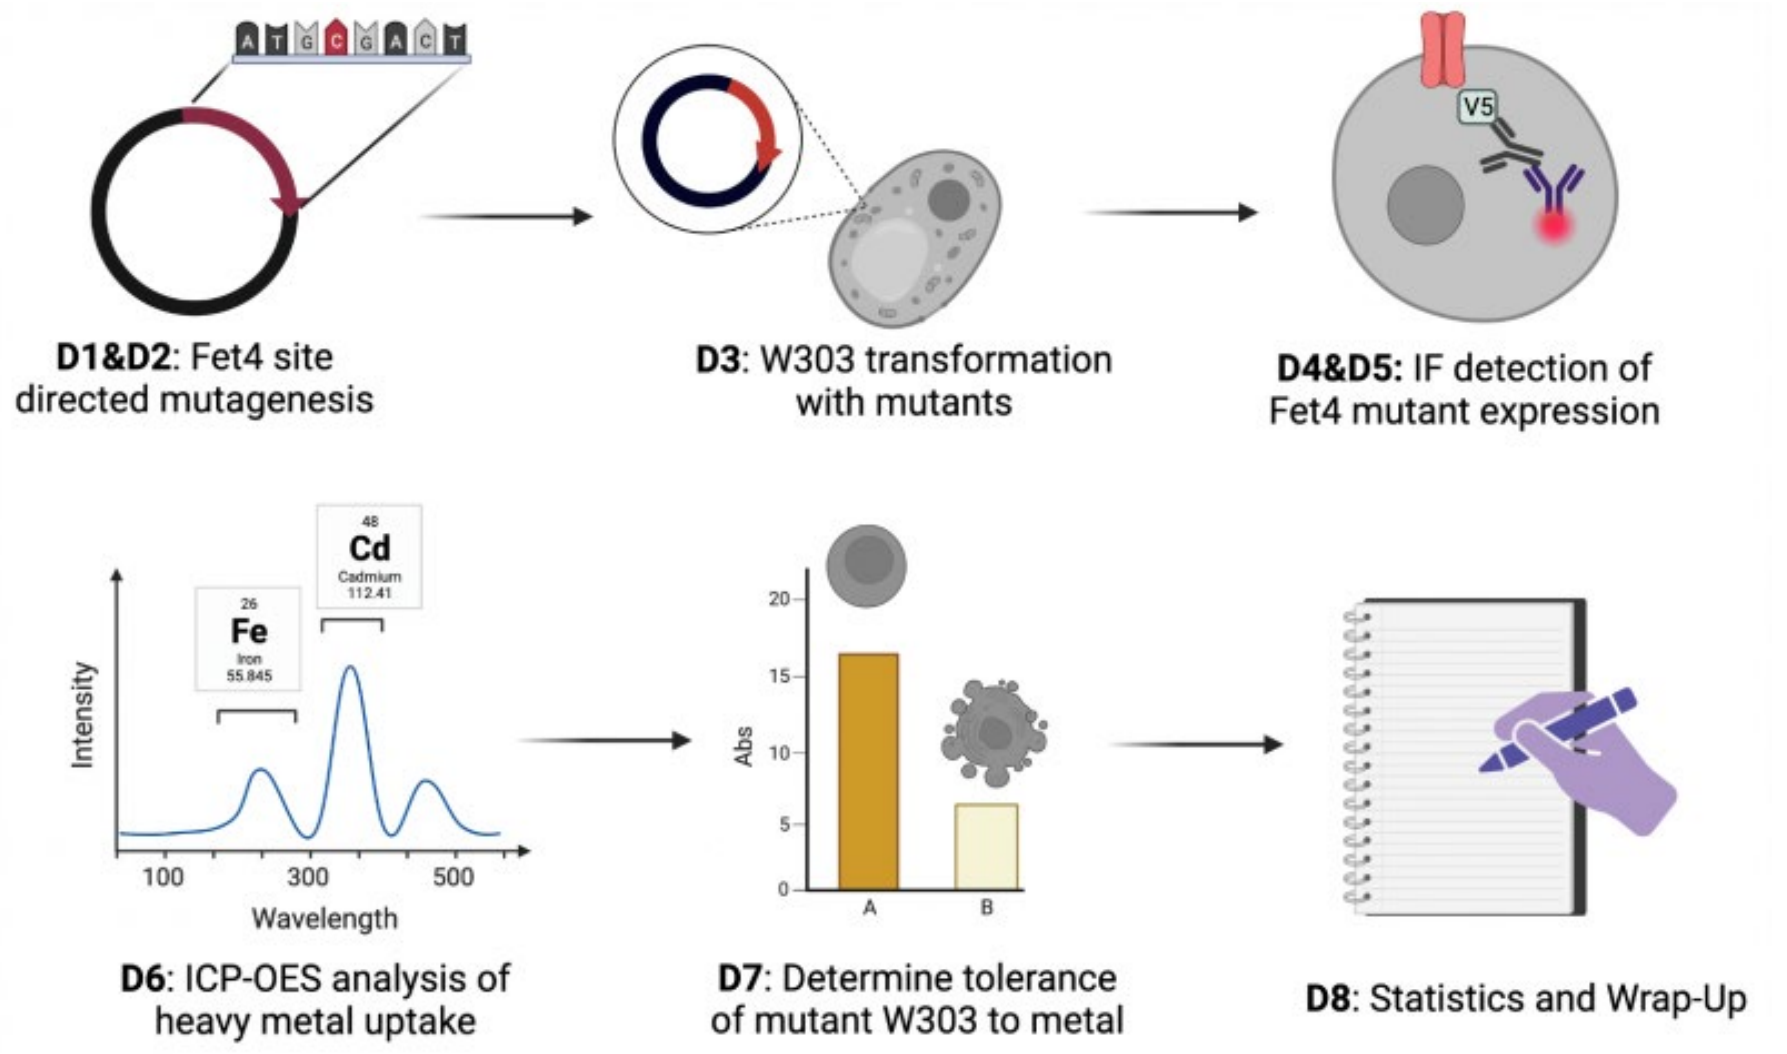 A T G C G A C T
V5
D1&D2: Fet4 site
directed mutagenesis
D3: W303 transformation
with mutants
D4&D5: IF detection of
Fet4 mutant expression
48
Cd
Cadmium
112.41
26
Fe
Iron
55.845
Intensity
100 300 500
Wavelength
20
15
10
5
0
Abs
A B
D6: ICP-OES analysis of
heavy metal uptake
D7: Determine tolerance
of mutant W303 to metal
D8: Statistics and Wrap-Up